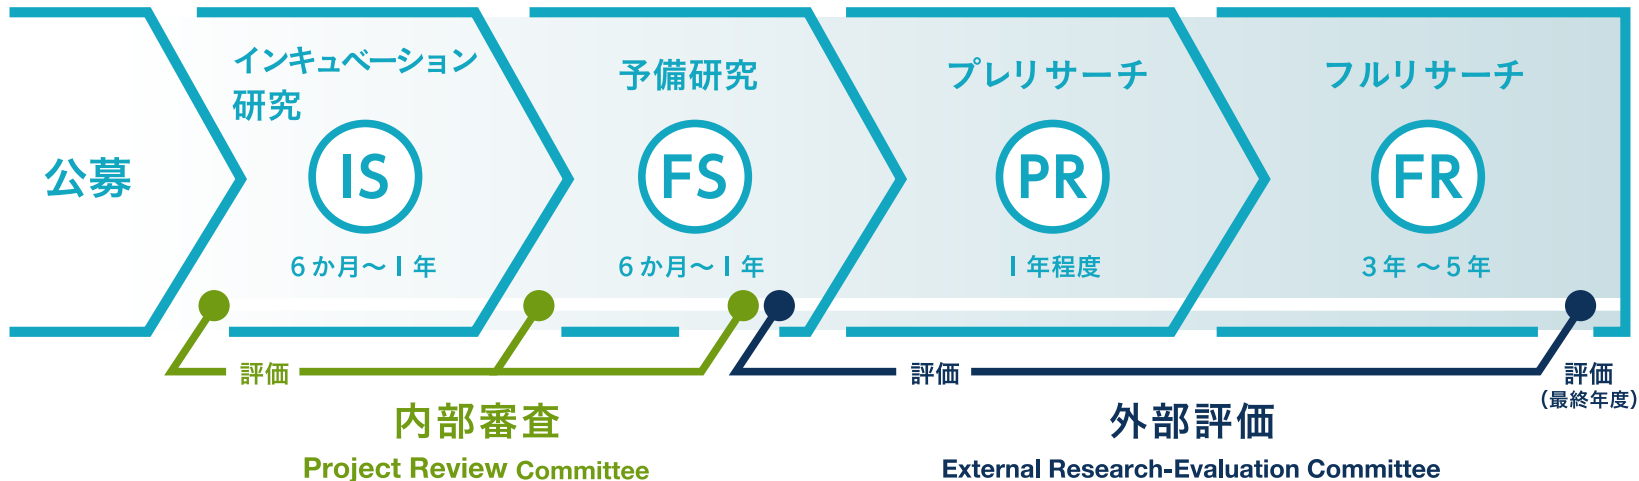 公募
インキュベーション
研究
IS
6か月〜1年
予備研究
FS
6か月〜1年
プレリサーチ
PR
1年程度
フルリサーチ
FR
3年 〜5年
評価
内部審査
Project Review Committee
評価
外部評価
External Research-Evaluation Committee
評価
(最終年度)